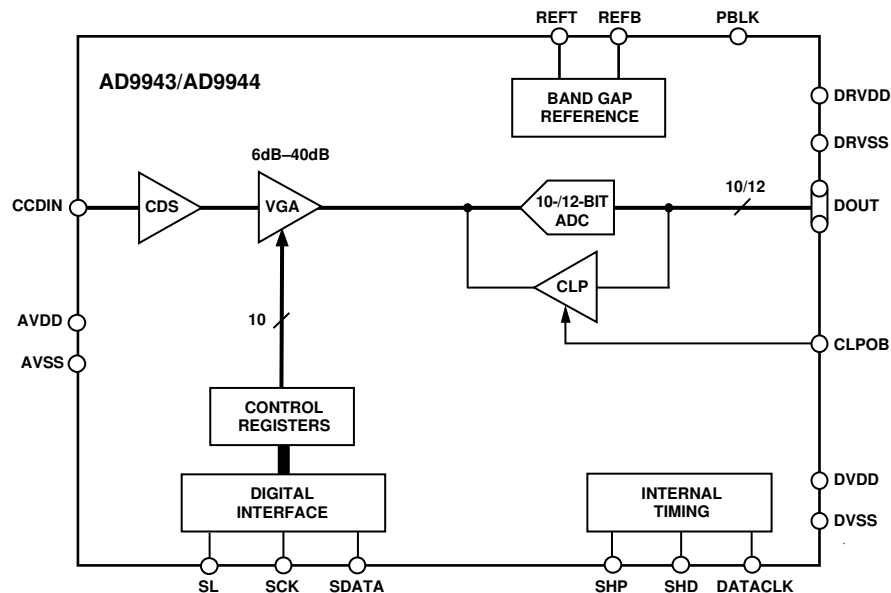 REFT
REFB
PBLK
AD9943/AD9944
BAND GAP
REFERENCE
DRVDD
DRVSS
6dB–40dB
CCDIN
CDS
VGA
10-/12-BIT
ADC
10/12
DOUT
CLP
AVDD
10
AVSS
CLPOB
CONTROL
REGISTERS
DIGITAL
INTERFACE
INTERNAL
TIMING
DVDD
DVSS
SL
SCK
SDATA
SHP
SHD
DATACLK